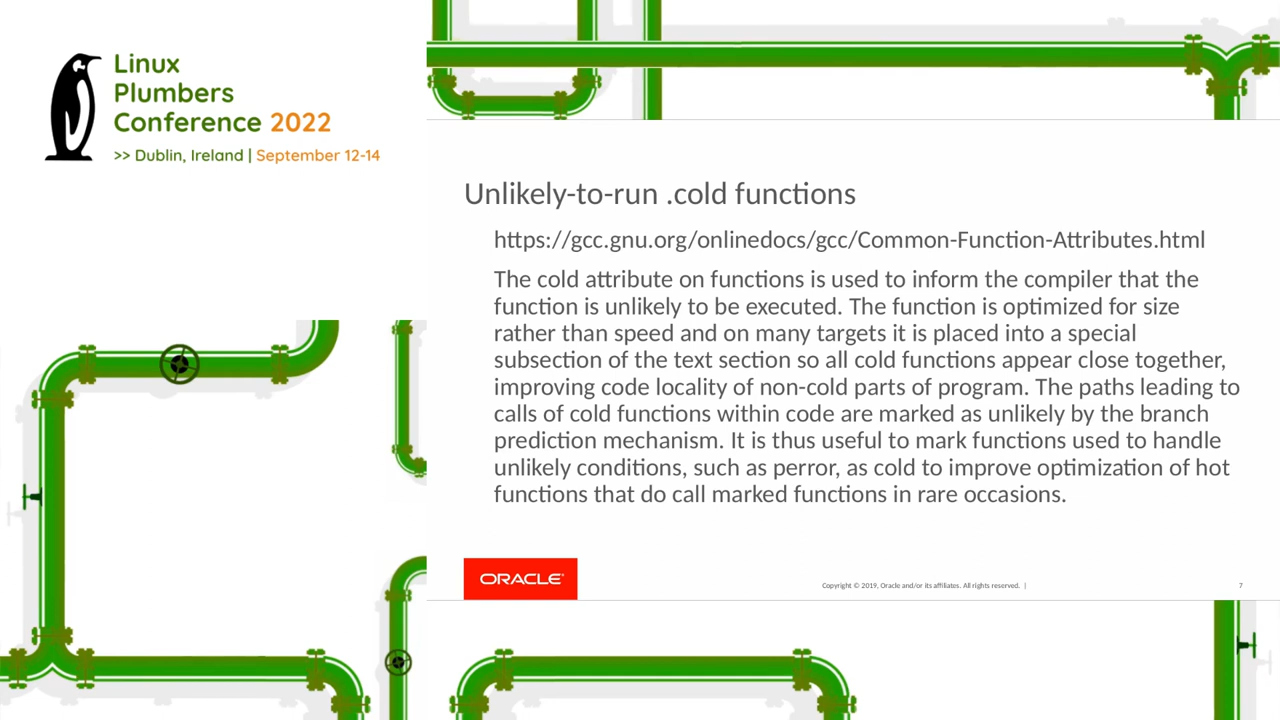 Linux
Plumbers
Conference 2022
>> Dublin, Ireland | September 12-14
Unlikely-to-run .cold functions
https://gcc.gnu.org/onlinedocs/gcc/Common-Function-Attributes.html
The cold attribute on functions is used to inform the compiler that the
function is unlikely to be executed. The function is optimized for size
rather than speed and on many targets it is placed into a special
subsection of the text section so all cold functions appear close together,
improving code locality of non-cold parts of program. The paths leading to
calls of cold functions within code are marked as unlikely by the branch
prediction mechanism. It is thus useful to mark functions used to handle
unlikely conditions, such as perror, as cold to improve optimization of hot
functions that do call marked functions in rare occasions.
ORACLE®
Copyright © 2019, Oracle and/or its affiliates. All rights reserved. |
7